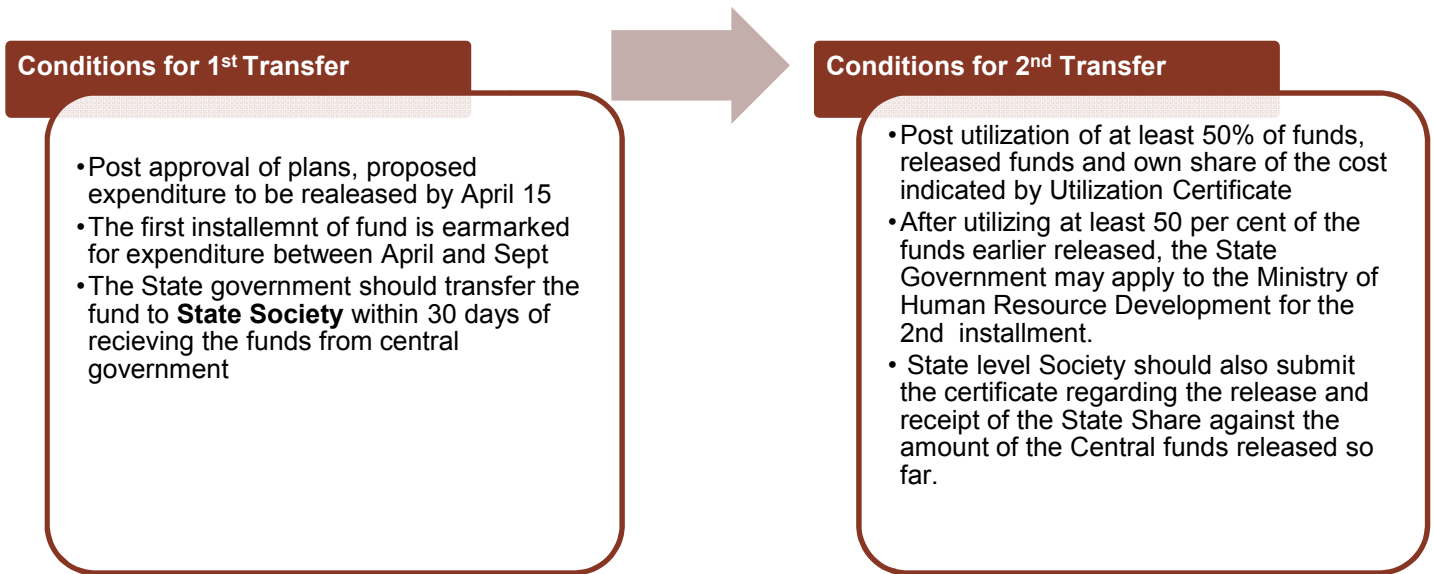 Conditions for 1st Transfer
•Post approval of plans, proposed
expenditure to be realeased by April 15
•The first installemnt of fund is earmarked
for expenditure between April and Sept
•The State government should transfer the
fund to State Society within 30 days of
recieving the funds from central
government
Conditions for 2nd Transfer
•Post utilization of at least 50% of funds,
released funds and own share of the cost
indicated by Utilization Certificate
•After utilizing at least 50 per cent of the
funds earlier released, the State
Government may apply to the Ministry of
Human Resource Development for the
2nd installment.
• State level Society should also submit
the certificate regarding the release and
receipt of the State Share against the
amount of the Central funds released so
far.